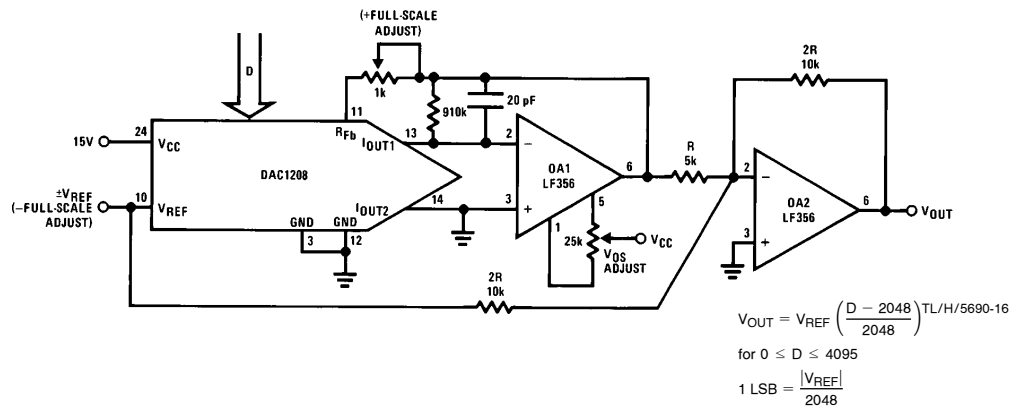 (+FULL-SCALE
ADJUST)
D
1k
910k
20 pF
2R
10k
11
RFb
13
IOUT1
24
15V
VCC
DAC1208
2
−
OA1
LF356
6
R
5k
2
−
OA2
LF356
6
VOUT
±VREF
(−FULL-SCALE
ADJUST)
10
VREF
IOUT2
14
3
+
5
1
25k
VCC
VOS
ADJUST
3
+
GND
GND
3
12
2R
10k
VOUT = VREF (D − 2048 / 2048) TL/H/5690-16
for 0 ≤ D ≤ 4095
1 LSB = |VREF| / 2048